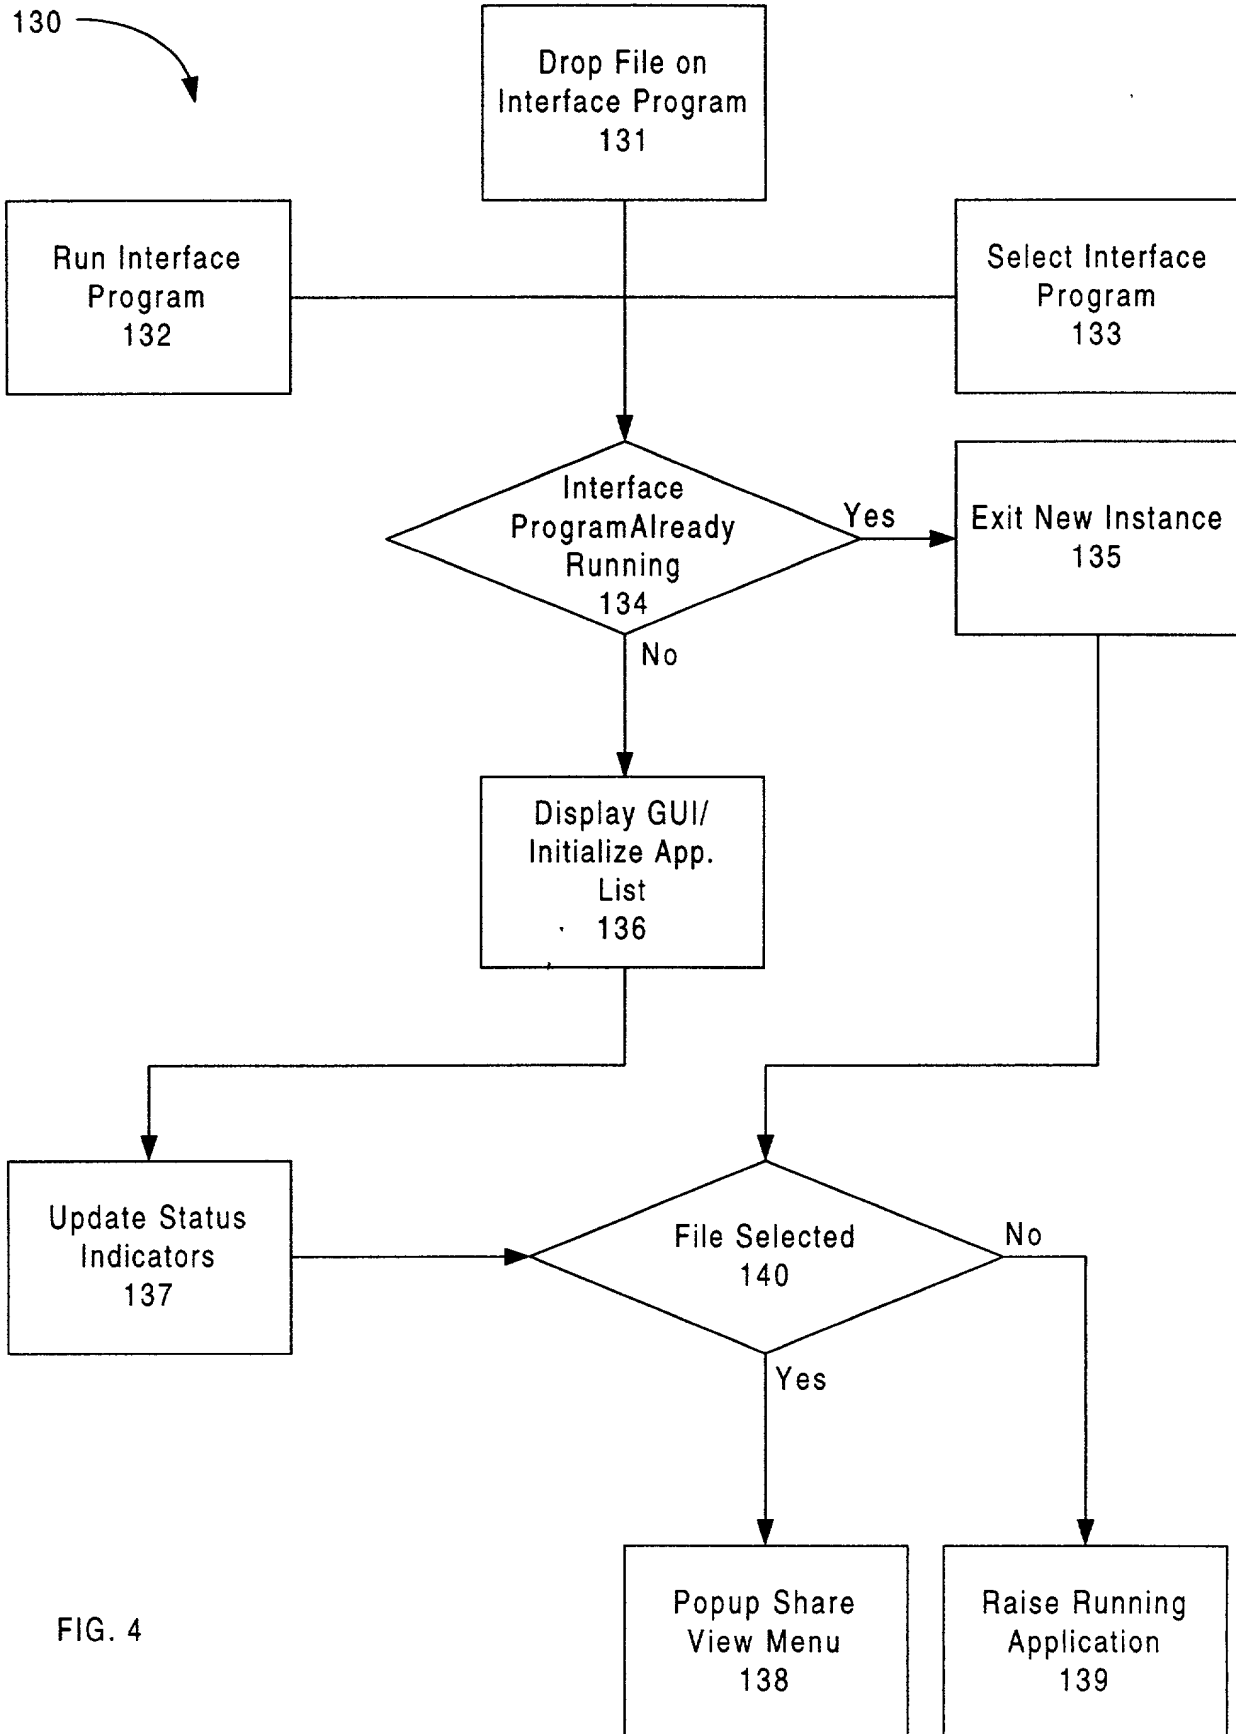 130
Drop File on
Interface Program
131
Run Interface
Program
132
Select Interface
Program
133
Interface
ProgramAlready
Running
134
Yes
Exit New Instance
135
No
Display GUI/
Initialize App.
List
136
Update Status
Indicators
137
File Selected
140
No
Yes
Popup Share
View Menu
138
Raise Running
Application
139
FIG. 4